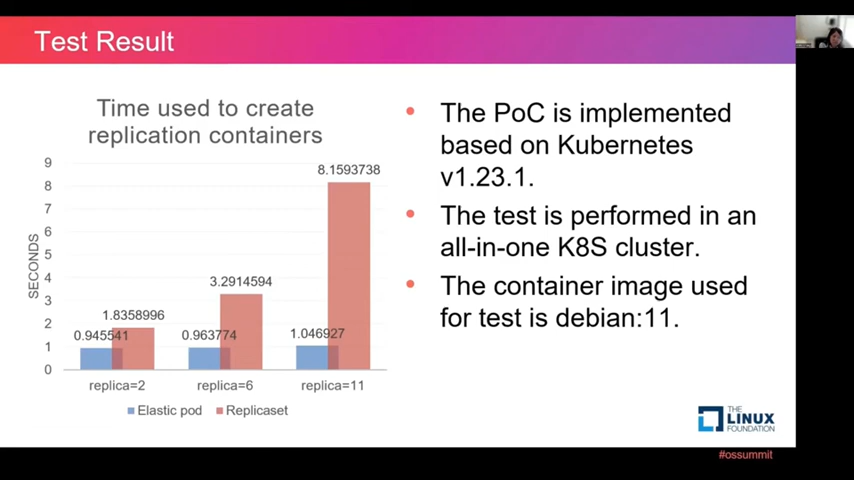 Test Result
Time used to create
replication containers
9
8
7
6
5
4
3
2
1
0
SECONDS
0.945541
1.8358996
0.963774
3.2914594
1.046927
8.1593738
replica=2
replica=6
replica=11
Elastic pod
Replicaset
• The PoC is implemented
based on Kubernetes
v1.23.1.
• The test is performed in an
all-in-one K8S cluster.
• The container image used
for test is debian:11.
THE
LINUX
FOUNDATION
#ossummit